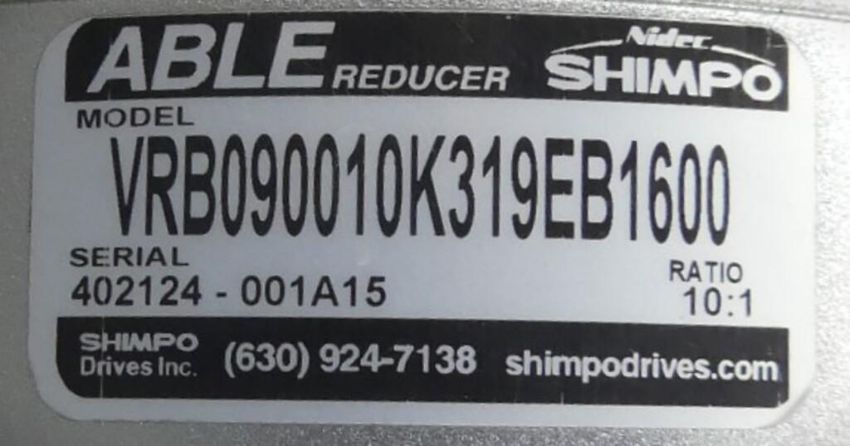 ABLE REDUCER Nidec SHIMPO
MODEL
VRB090010K319EB1600
SERIAL RATIO
402124 - 001A15 10:1
SHIMPO Drives Inc. (630) 924-7138 shimpodrives.com